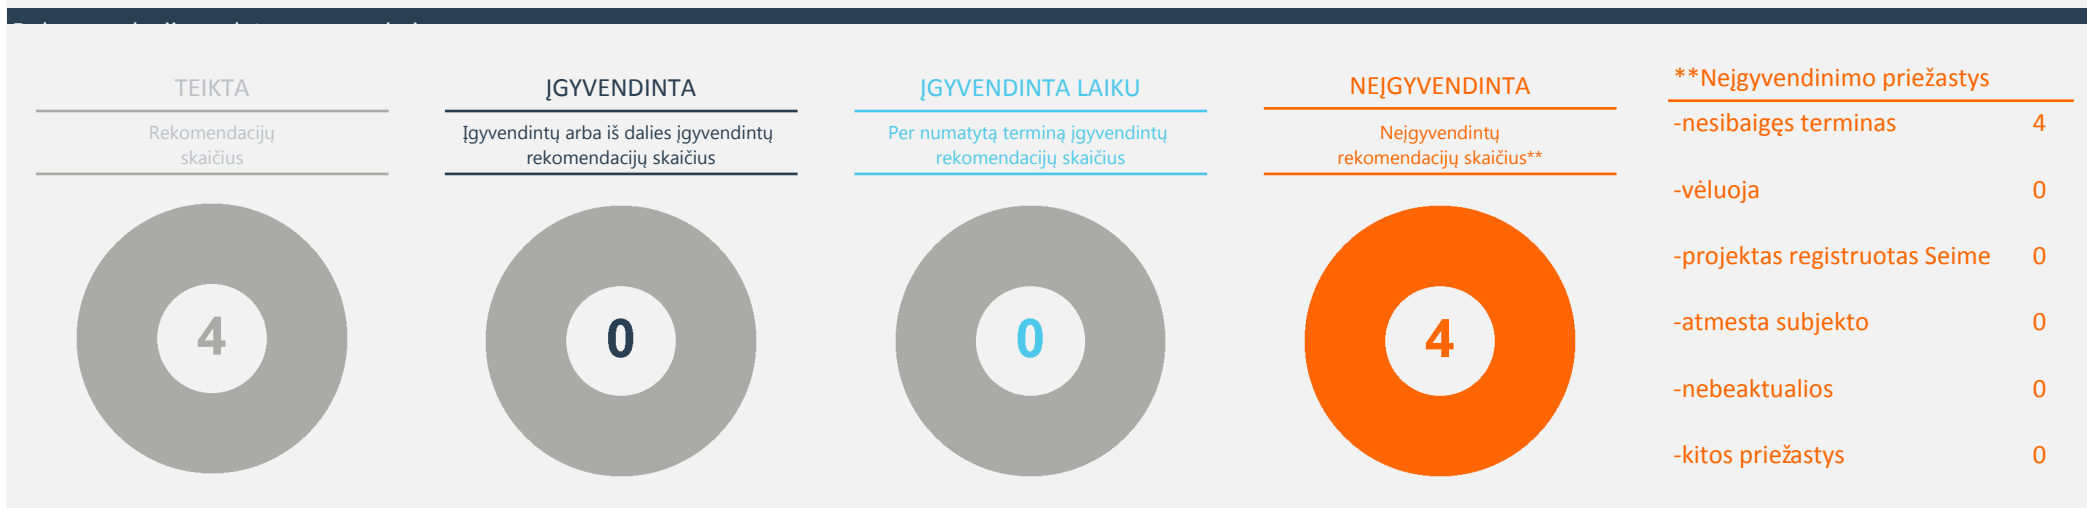 TEIKTA
Rekomendacijų
skaičius
4
ĮGYVENDINTA
Įgyvendintų arba iš dalies įgyvendintų
rekomendacijų skaičius
0
ĮGYVENDINTA LAIKU
Per numatytą terminą įgyvendintų
rekomendacijų skaičius
0
NEĮGYVENDINTA
Neįgyvendintų
rekomendacijų skaičius**
4
**Neįgyvendinimo priežastys
-nesibaigęs terminas 4
-vėluoja 0
-projektas registruotas Seime 0
-atmesta subjekto 0
-nebeaktualios 0
-kitos priežastys 0